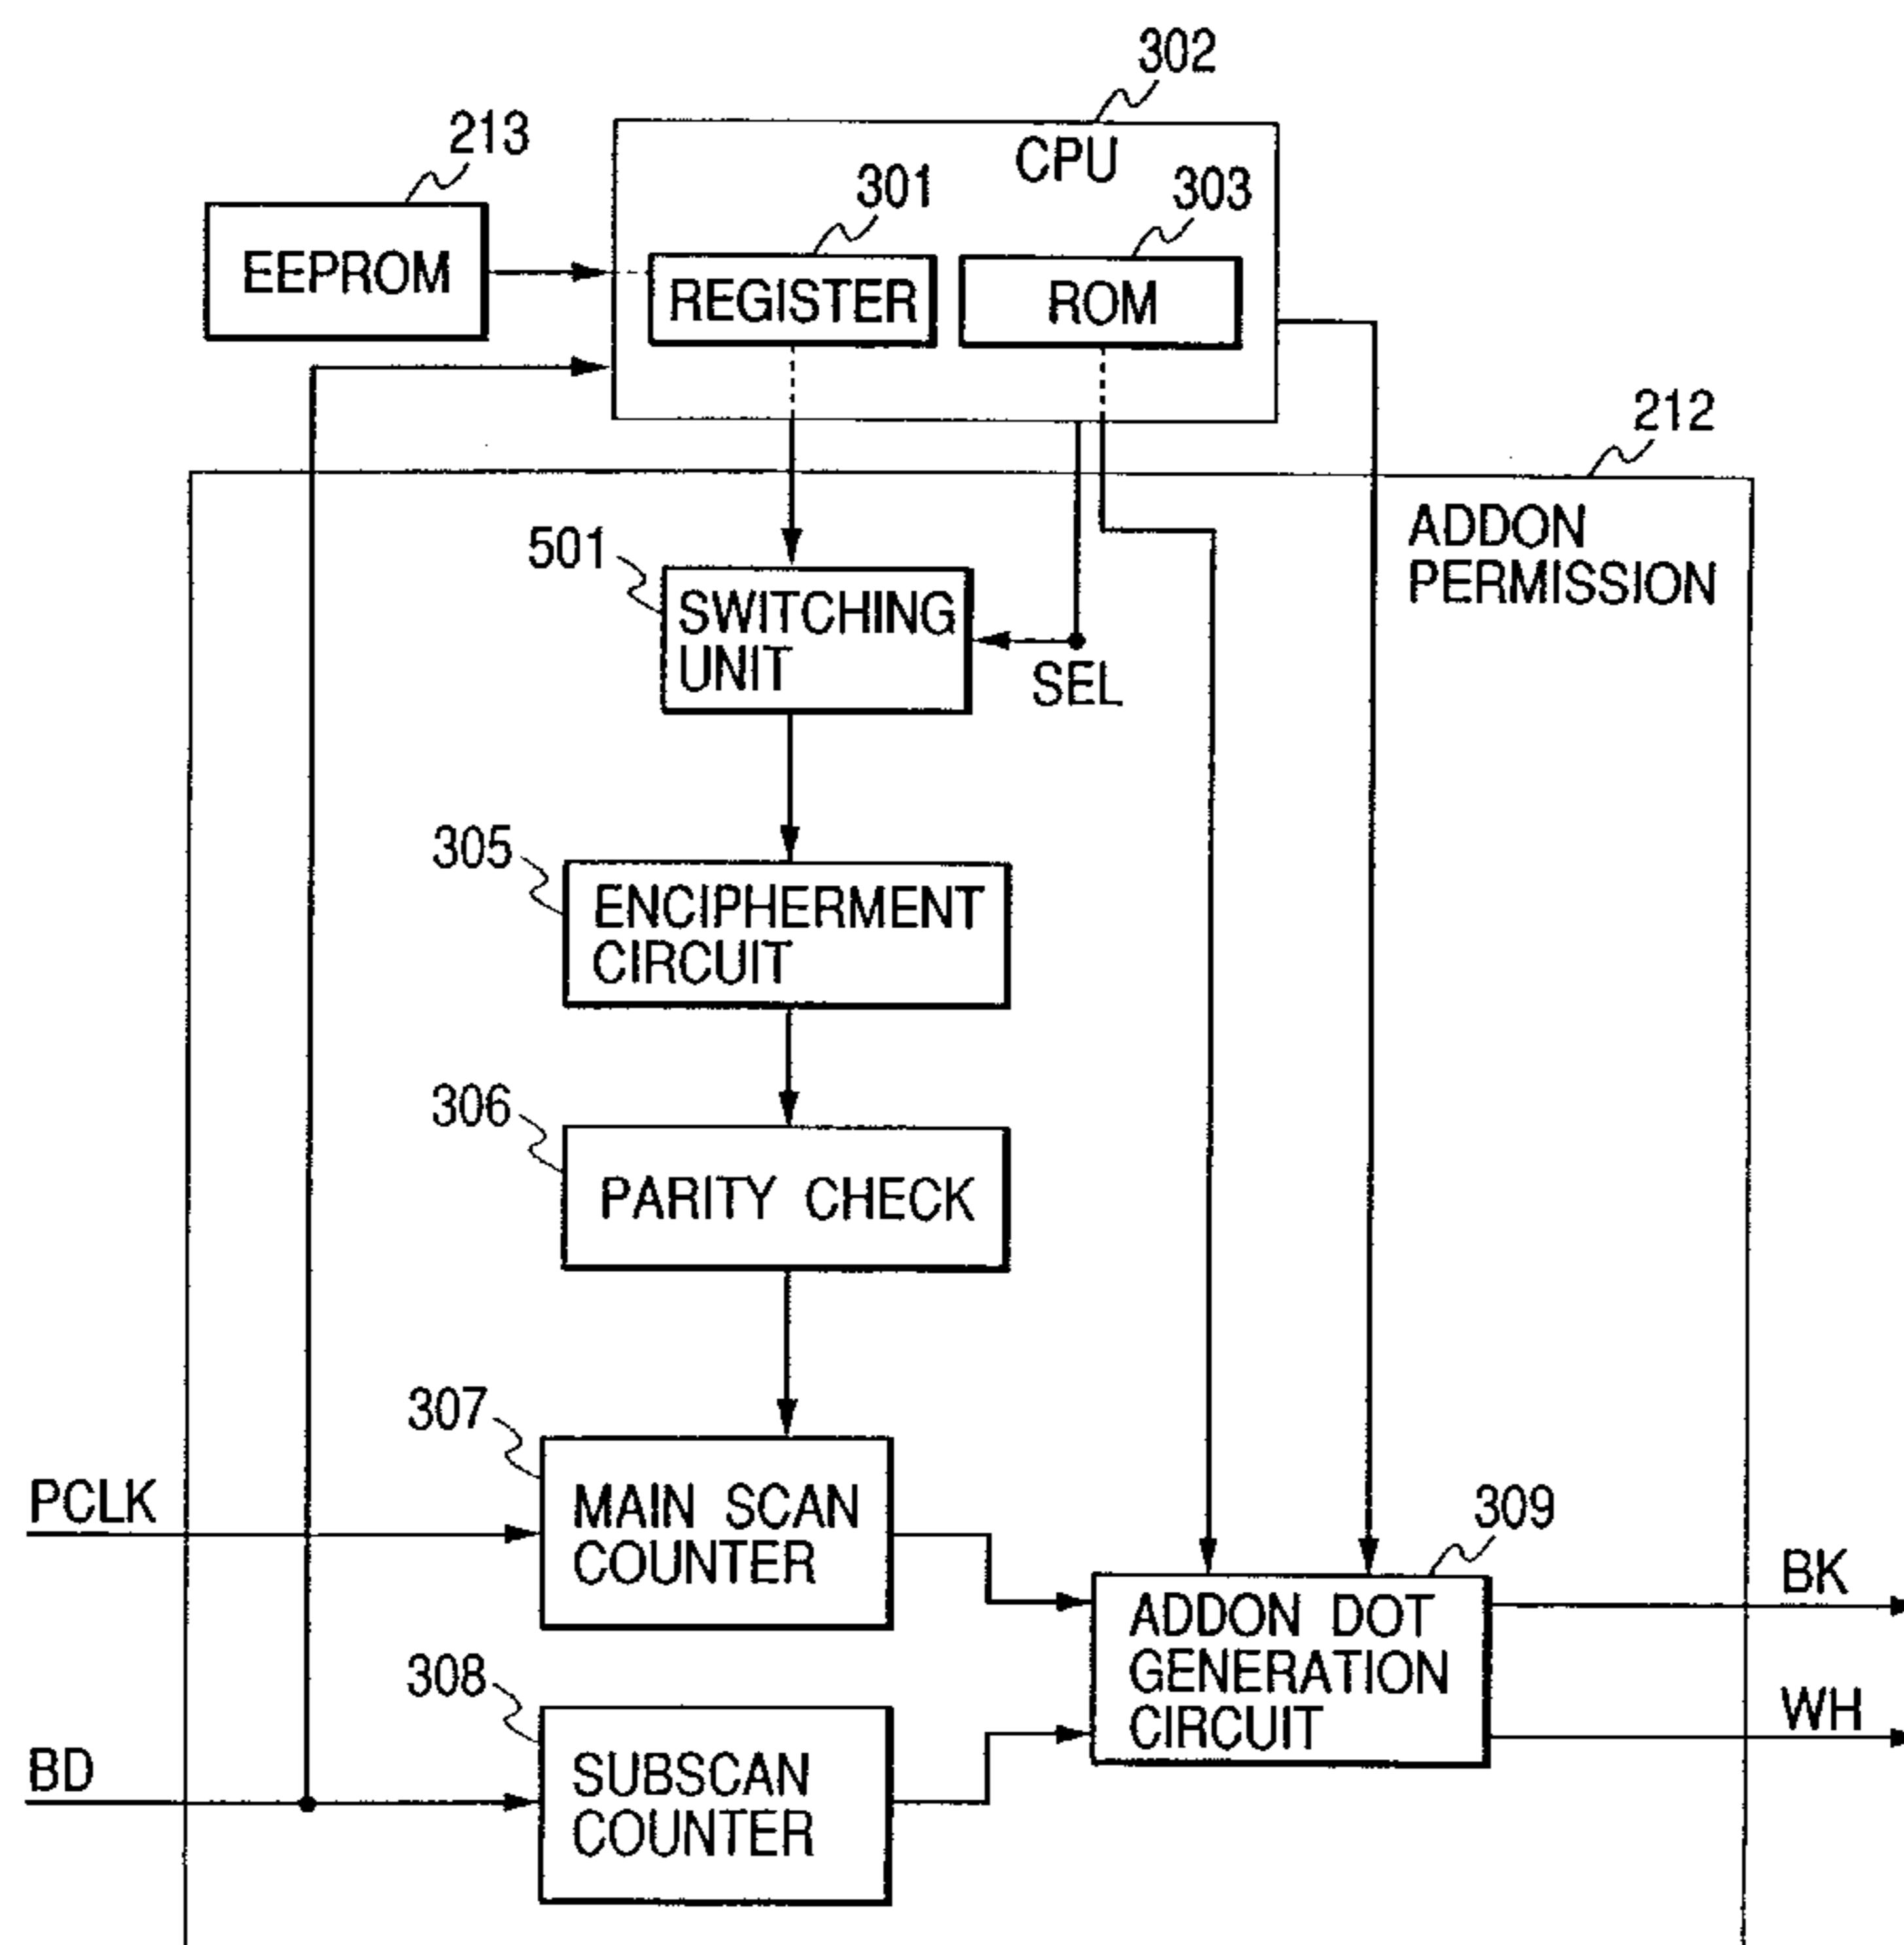 302
213
CPU
301
303
EEPROM
REGISTER
ROM
212
ADDON
PERMISSION
501
SWITCHING
UNIT
SEL
305
ENCIPHERMENT
CIRCUIT
306
PARITY CHECK
307
PCLK
MAIN SCAN
COUNTER
309
BK
ADDON DOT
GENERATION
CIRCUIT
308
WH
BD
SUBSCAN
COUNTER